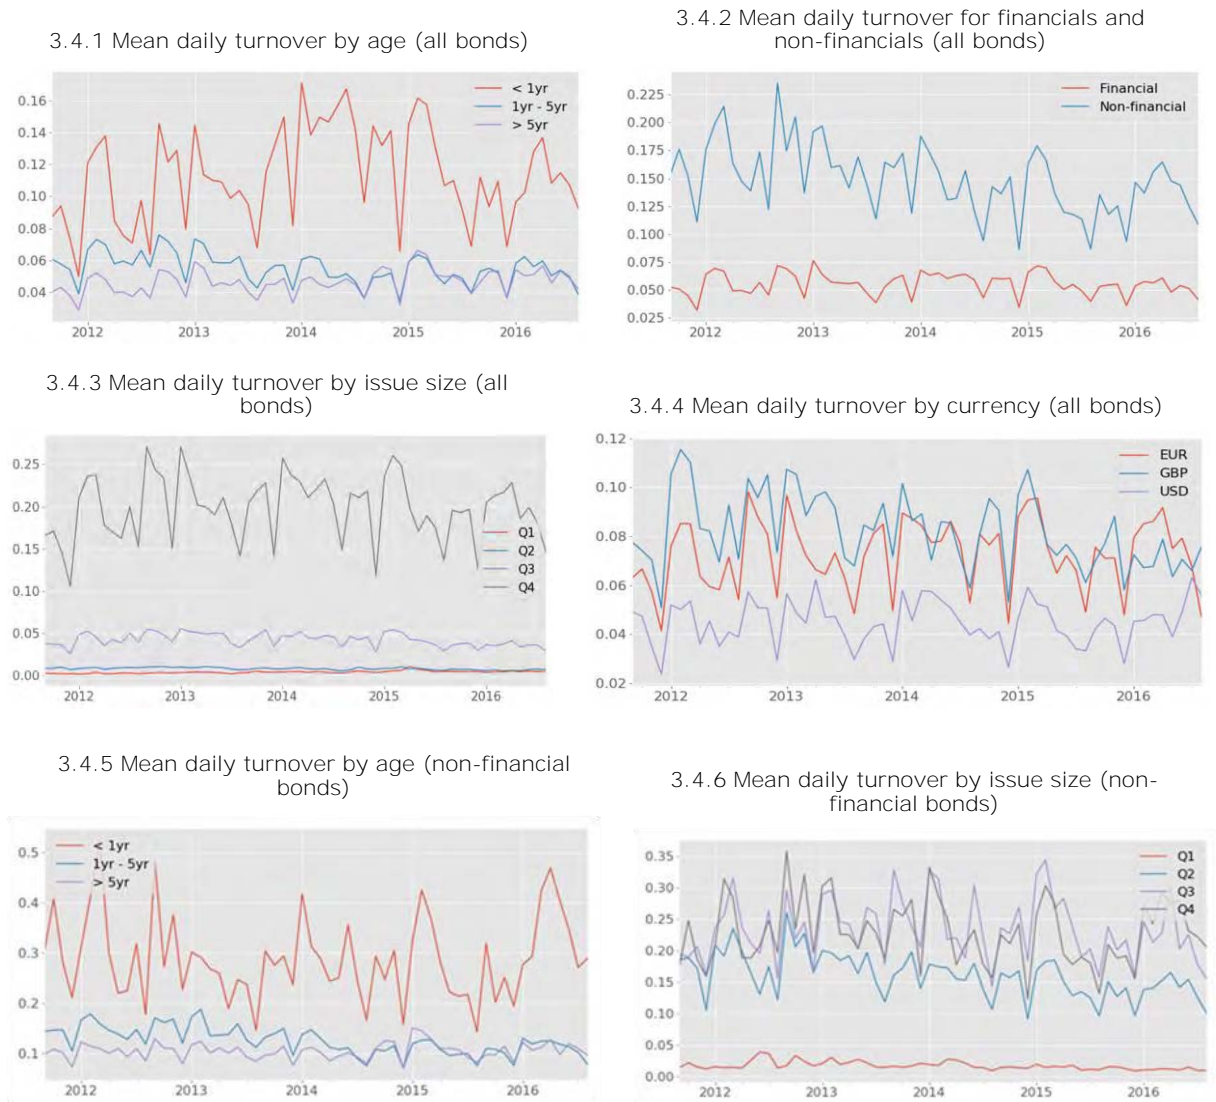 3.4.1 Mean daily turnover by age (all bonds)
0.16
0.14
0.12
0.10
0.08
0.06
0.04
< 1yr
1yr - 5yr
> 5yr
2012 2013 2014 2015 2016
3.4.2 Mean daily turnover for financials and
non-financials (all bonds)
0.225
0.200
0.175
0.150
0.125
0.100
0.075
0.050
0.025
Financial
Non-financial
2012 2013 2014 2015 2016
3.4.3 Mean daily turnover by issue size (all
bonds)
0.25
0.20
0.15
0.10
0.05
0.00
Q1
Q2
Q3
Q4
2012 2013 2014 2015 2016
3.4.4 Mean daily turnover by currency (all bonds)
0.12
0.10
0.08
0.06
0.04
0.02
EUR
GBP
USD
2012 2013 2014 2015 2016
3.4.5 Mean daily turnover by age (non-financial
bonds)
0.5
0.4
0.3
0.2
0.1
< 1yr
1yr - 5yr
> 5yr
2012 2013 2014 2015 2016
3.4.6 Mean daily turnover by issue size (non-
financial bonds)
0.35
0.30
0.25
0.20
0.15
0.10
0.05
0.00
Q1
Q2
Q3
Q4
2012 2013 2014 2015 2016